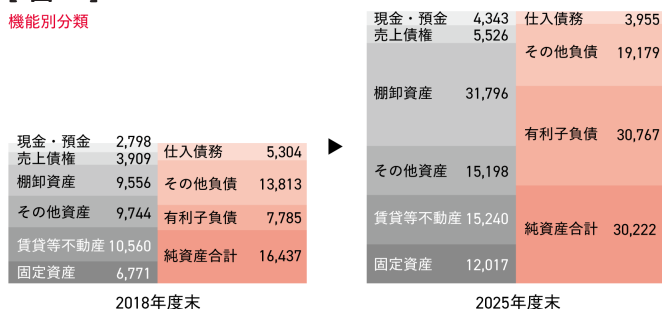 機能別分類
現金・預金 2,798
売上債権 3,909
棚卸資産 9,556
その他資産 9,744
賃貸等不動産 10,560
固定資産 6,771
仕入債務 5,304
その他負債 13,813
有利子負債 7,785
純資産合計 16,437
2018年度末
▶
現金・預金 4,343
売上債権 5,526
棚卸資産 31,796
その他資産 15,198
賃貸等不動産 15,240
固定資産 12,017
仕入債務 3,955
その他負債 19,179
有利子負債 30,767
純資産合計 30,222
2025年度末